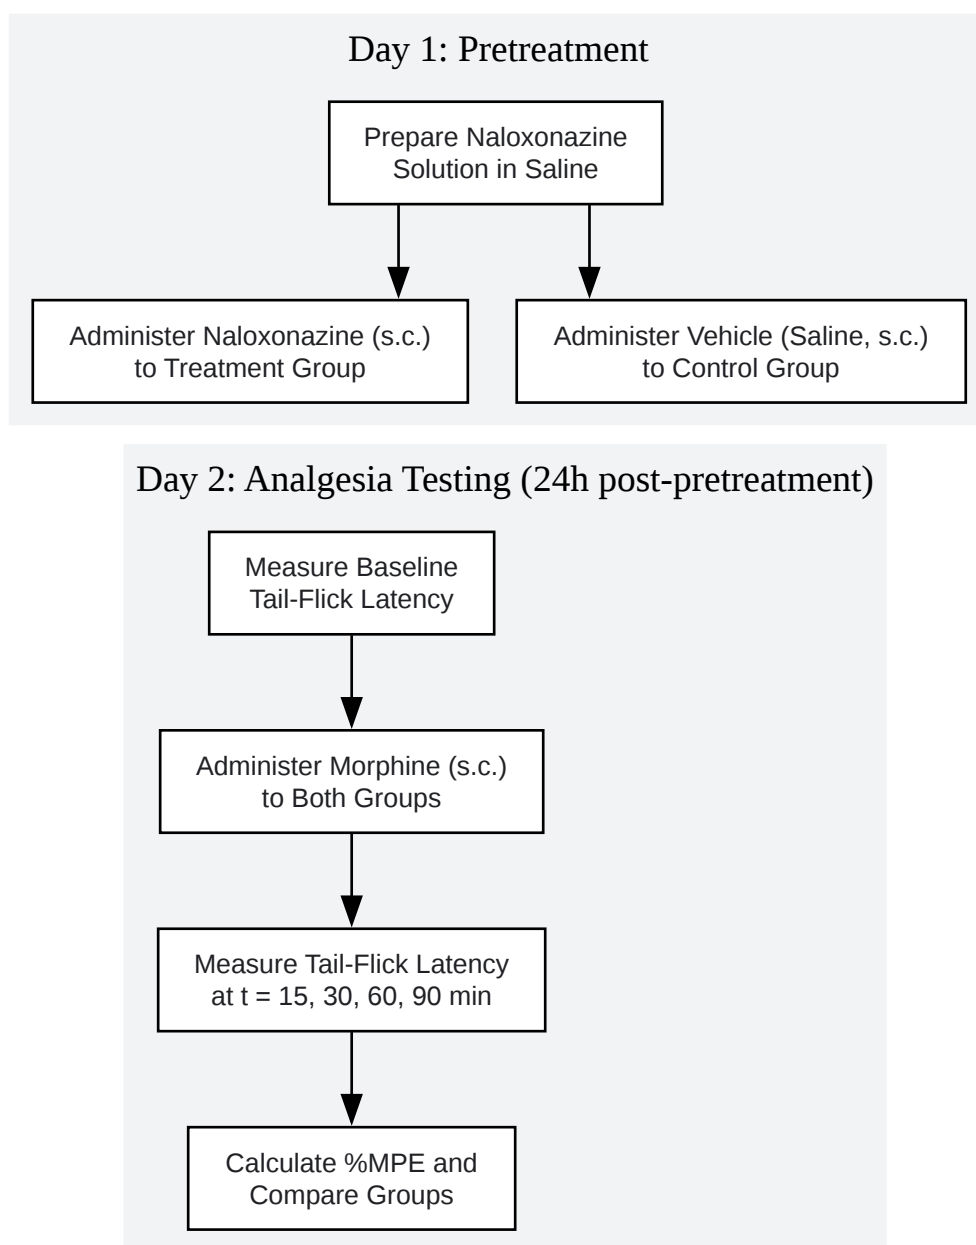 Day 1: Pretreatment
Prepare Naloxonazine
Solution in Saline
Administer Naloxonazine (s.c.)
to Treatment Group
Administer Vehicle (Saline, s.c.)
to Control Group
Day 2: Analgesia Testing (24h post-pretreatment)
Measure Baseline
Tail-Flick Latency
Administer Morphine (s.c.)
to Both Groups
Measure Tail-Flick Latency
at t = 15, 30, 60, 90 min
Calculate %MPE and
Compare Groups